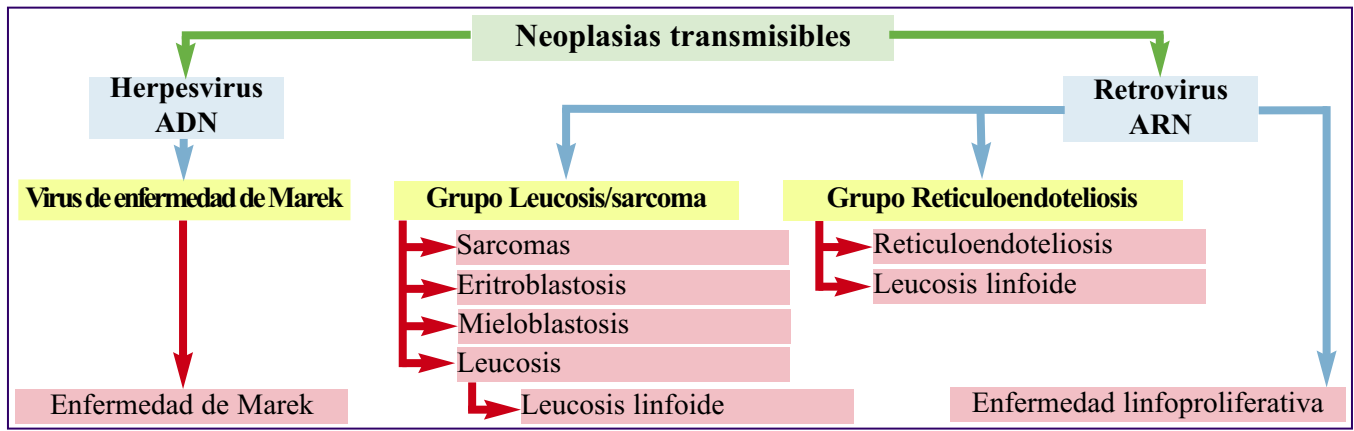 Neoplasias transmisibles
Herpesvirus
ADN
Retrovirus
ARN
Virus de enfermedad de Marek
Grupo Leucosis/sarcoma
Grupo Reticuloendoteliosis
Sarcomas
Eritroblastosis
Mieloblastosis
Leucosis
Leucosis linfoide
Reticuloendoteliosis
Leucosis linfoide
Enfermedad de Marek
Enfermedad linfoproliferativa